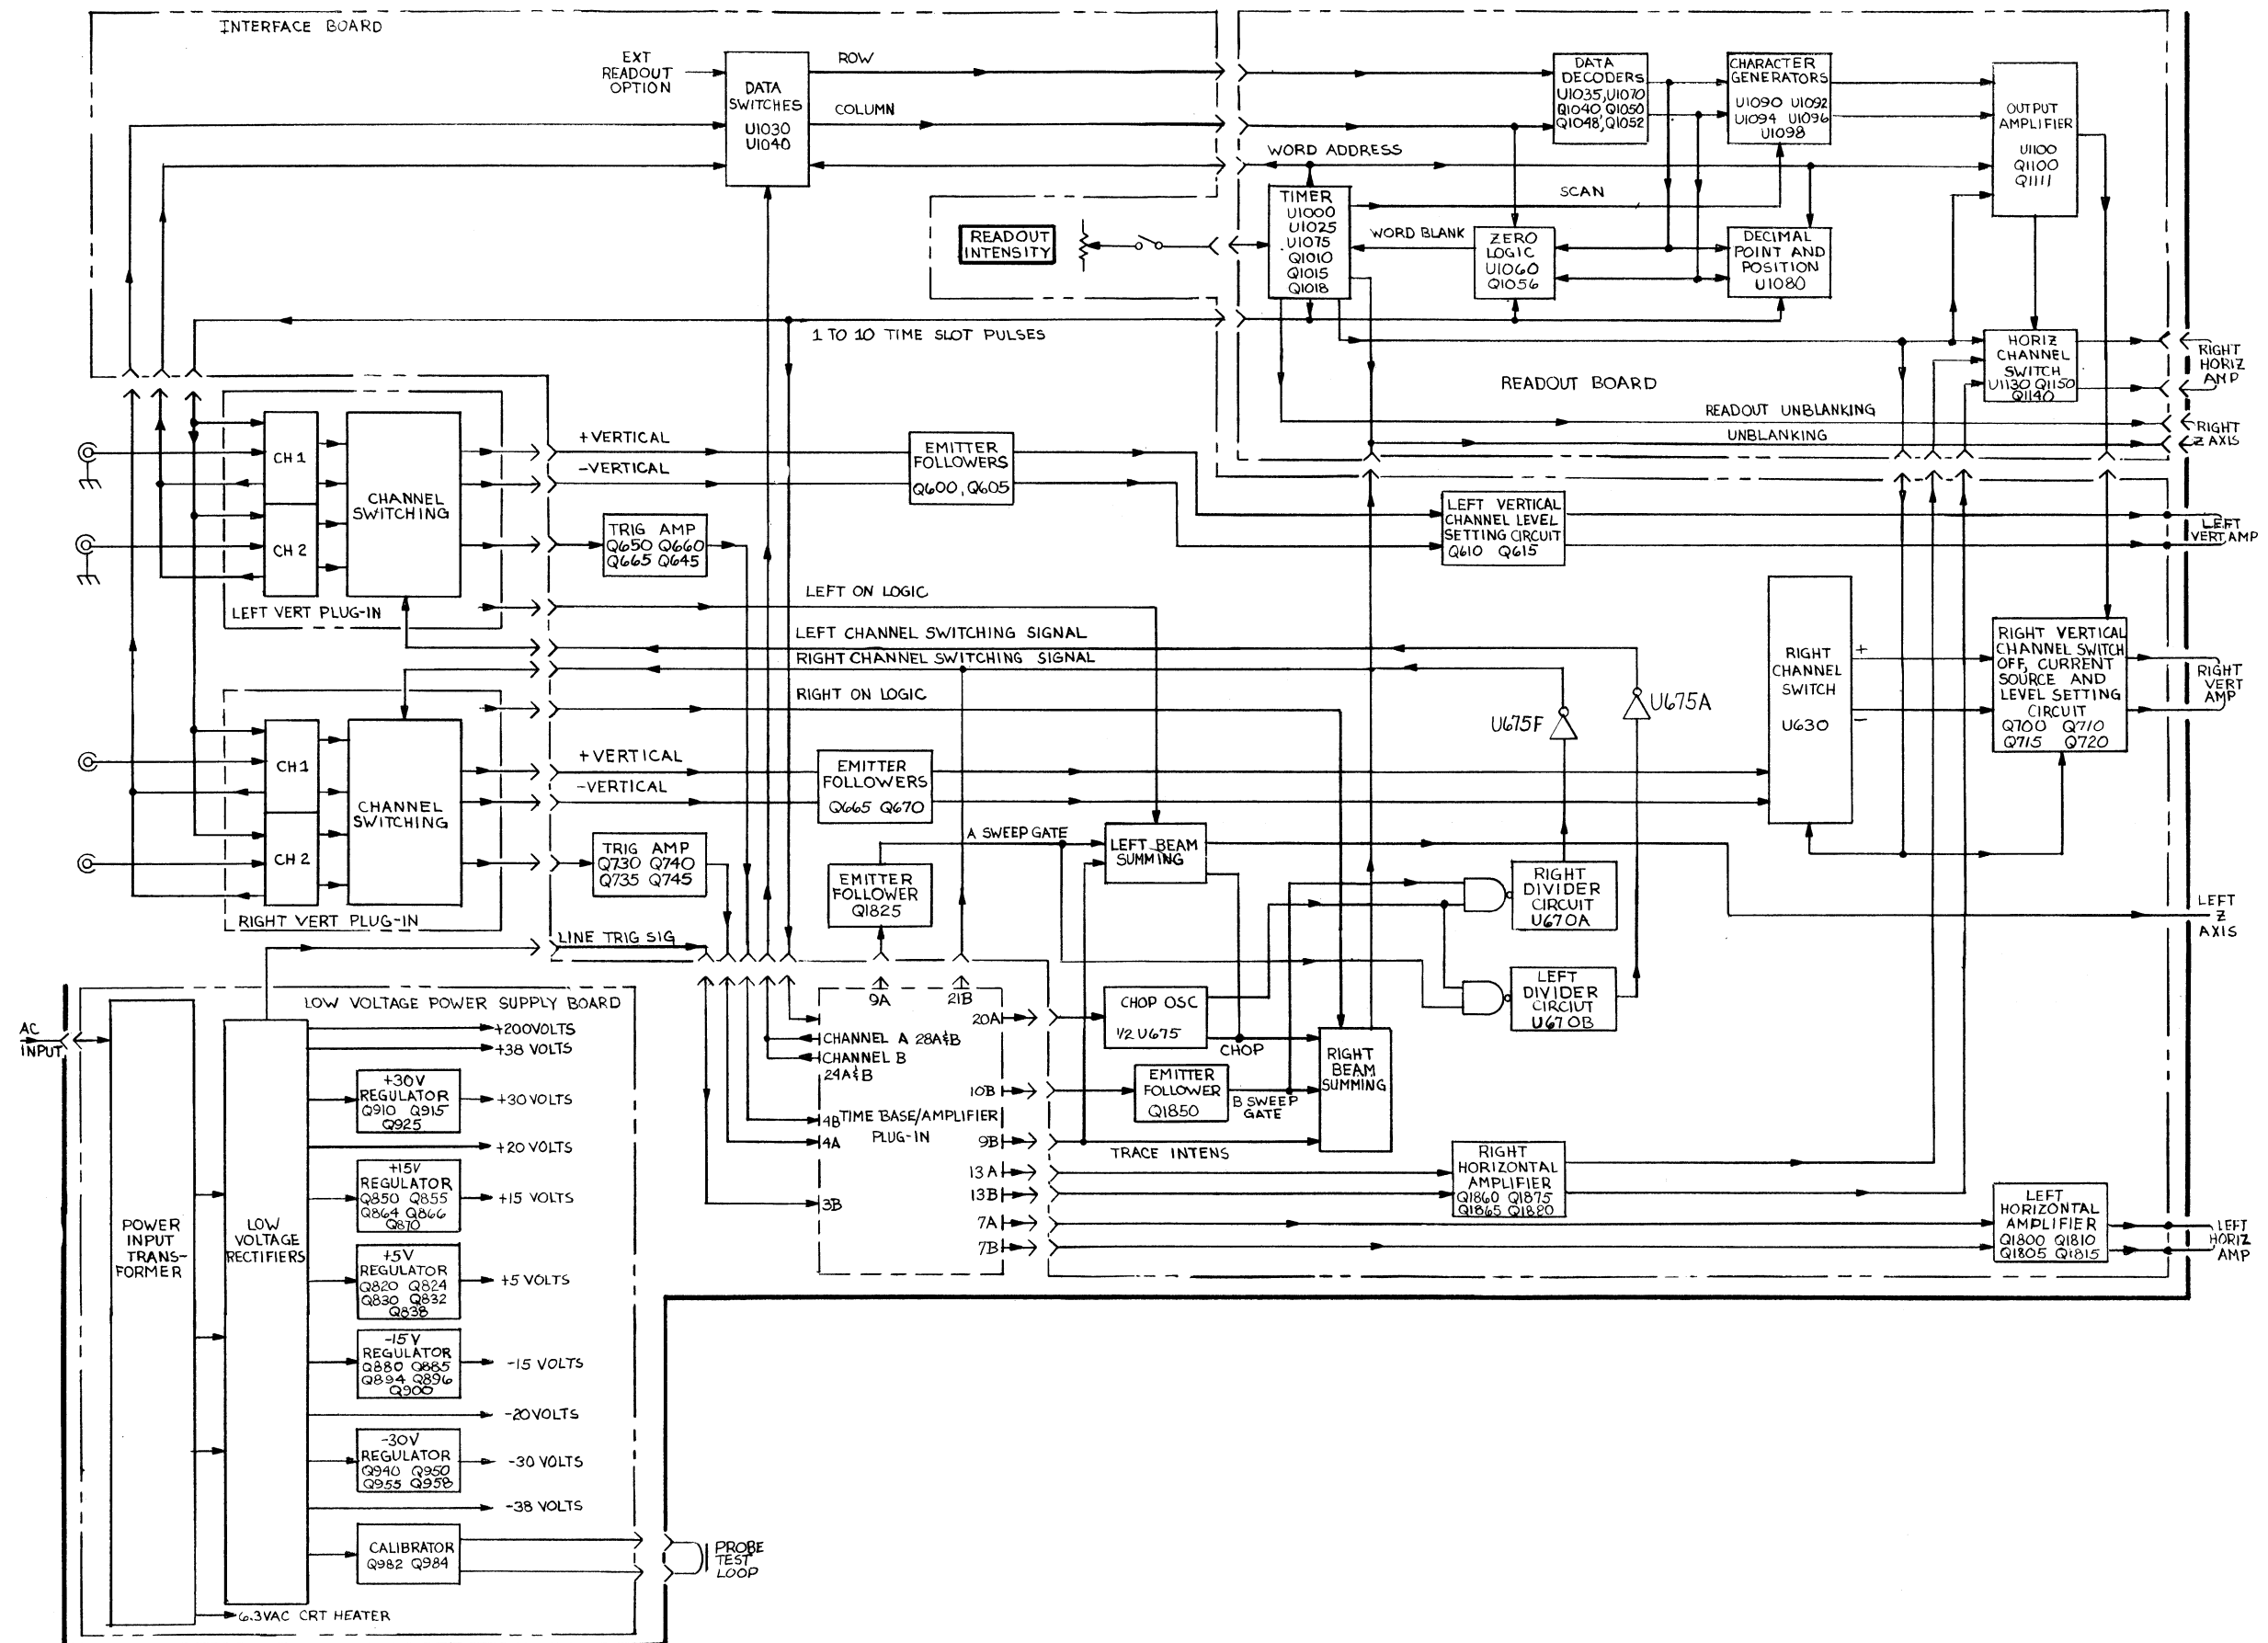 INTERFACE BOARD
EXT
READOUT
OPTION
DATA
SWITCHES
U1030
U1040
ROW
COLUMN
DATA
DECODERS
U1035,U1070
Q1040,Q1050
Q1048,Q1052
CHARACTER
GENERATORS
U1090 U1092
U1094 U1096
U1098
OUTPUT
AMPLIFIER
U1100
Q1100
Q1111
WORD ADDRESS
SCAN
TIMER
U1000
U1025
U1075
Q1010
Q1015
Q1018
READOUT
INTENSITY
WORD BLANK
ZERO
LOGIC
U1060
Q1056
DECIMAL
POINT AND
POSITION
U1080
1 TO 10 TIME SLOT PULSES
HORIZ
CHANNEL
SWITCH
U1130 Q1150
Q1140
RIGHT
HORIZ
AMP
READOUT BOARD
READOUT UNBLANKING
UNBLANKING
RIGHT
Z AXIS
CH 1
CH 2
CHANNEL
SWITCHING
LEFT VERT PLUG-IN
+VERTICAL
-VERTICAL
EMITTER
FOLLOWERS
Q600, Q605
TRIG AMP
Q650 Q660
Q665 Q645
LEFT VERTICAL
CHANNEL LEVEL
SETTING CIRCUIT
Q610 Q615
LEFT
VERT AMP
LEFT ON LOGIC
LEFT CHANNEL SWITCHING SIGNAL
RIGHT CHANNEL SWITCHING SIGNAL
RIGHT ON LOGIC
U675F
U675A
RIGHT
CHANNEL
SWITCH
U630
+
-
RIGHT VERTICAL
CHANNEL SWITCH
OFF, CURRENT
SOURCE AND
LEVEL SETTING
CIRCUIT
Q700 Q710
Q715 Q720
RIGHT
VERT
AMP
CH1
CH 2
CHANNEL
SWITCHING
RIGHT VERT PLUG-IN
+VERTICAL
-VERTICAL
EMITTER
FOLLOWERS
Q665 Q670
TRIG AMP
Q730 Q740
Q735 Q745
A SWEEP GATE
EMITTER
FOLLOWER
Q1825
LEFT BEAM
SUMMING
RIGHT
DIVIDER
CIRCUIT
U670A
LEFT
DIVIDER
CIRCIUT
U670B
LEFT
Z
AXIS
LINE TRIG SIG
9A
21B
20A
CHANNEL A 28A&B
CHANNEL B
24A&B
10B
4B
TIME BASE/AMPLIFIER
PLUG-IN
4A
9B
13A
13B
3B
7A
7B
CHOP OSC
1/2 U675
CHOP
EMITTER
FOLLOWER
Q1850
B SWEEP
GATE
RIGHT
BEAM
SUMMING
TRACE INTENS
RIGHT
HORIZONTAL
AMPLIFIER
Q1860 Q1875
Q1865 Q1880
LEFT
HORIZONTAL
AMPLIFIER
Q1800 Q1810
Q1805 Q1815
LEFT
HORIZ
AMP
LOW VOLTAGE POWER SUPPLY BOARD
AC
INPUT
POWER
INPUT
TRANS-
FORMER
LOW
VOLTAGE
RECTIFIERS
+200VOLTS
+38 VOLTS
+30V
REGULATOR
Q910 Q915
Q925
+30 VOLTS
+20 VOLTS
+15V
REGULATOR
Q850 Q855
Q864 Q866
Q870
+15 VOLTS
+5V
REGULATOR
Q820 Q824
Q830 Q832
Q838
+5 VOLTS
-15V
REGULATOR
Q880 Q885
Q894 Q896
Q900
-15 VOLTS
-20 VOLTS
-30V
REGULATOR
Q940 Q950
Q955 Q958
-30 VOLTS
-38 VOLTS
CALIBRATOR
Q982 Q984
PROBE
TEST
LOOP
6.3VAC CRT HEATER